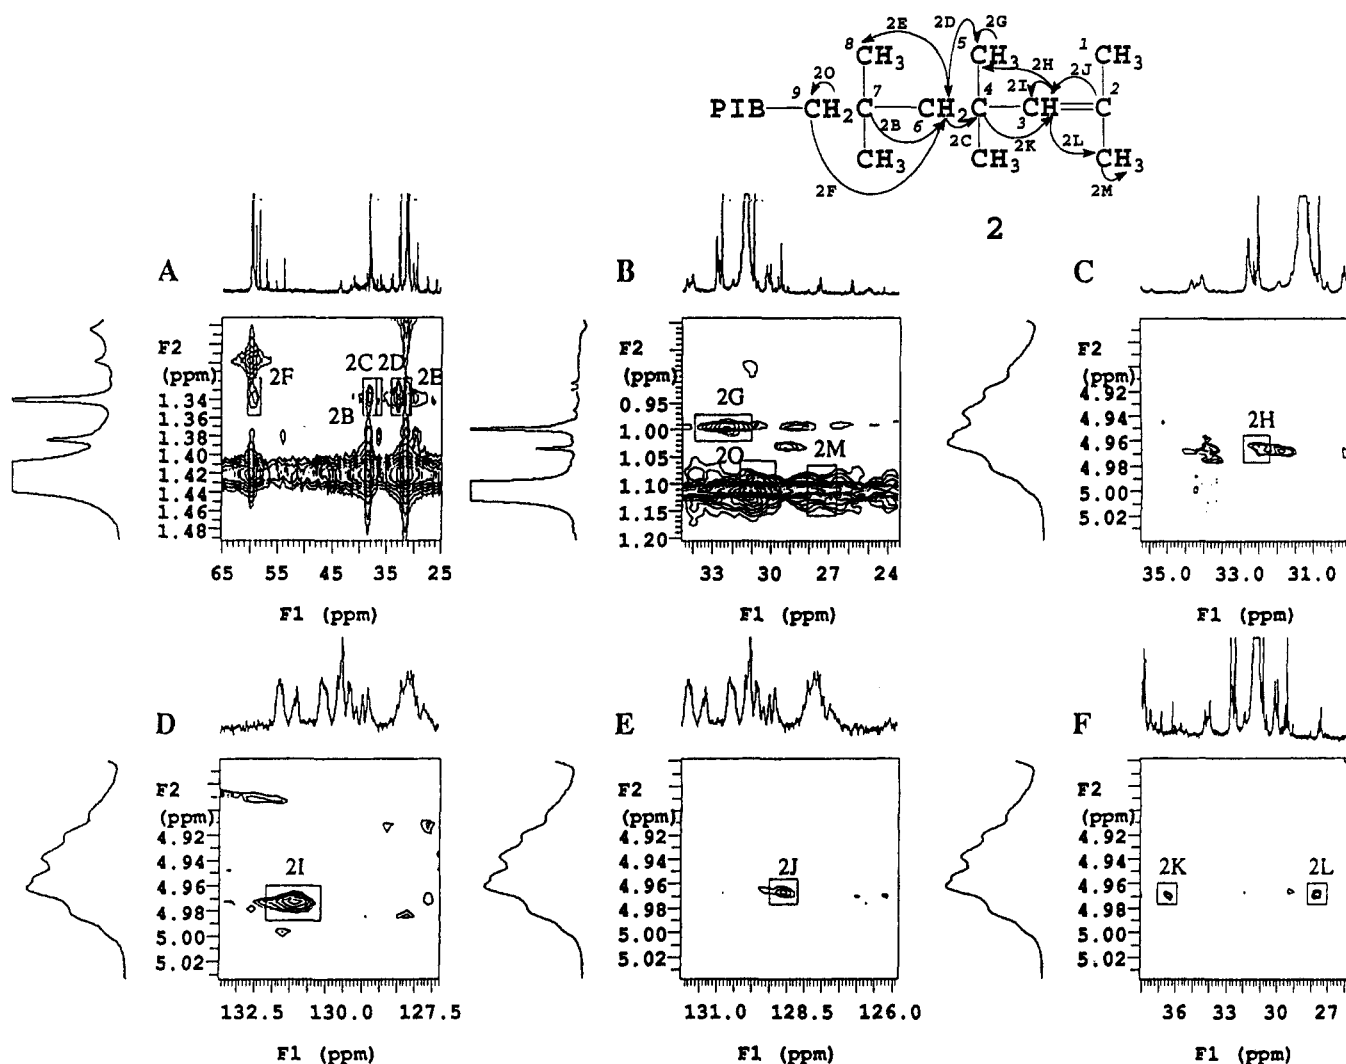 2E 2D 2G
8 5 1
CH3 CH3 CH3
2H 2J
9 2O 7 2I 4 2
PIB CH2 C CH2 C CH CH C
2B 6 2C 3 2K 2L
CH3 CH3 CH3
2F 2M
2
A
F2
(ppm)
1.34
1.36
1.38
1.40
1.42
1.44
1.46
1.48
2F 2C 2D 2E
2B
65 55 45 35 25
F1 (ppm)
B
F2
(ppm)
0.95
1.00
1.05
1.10
1.15
1.20
2G
2O 2M
33 30 27 24
F1 (ppm)
C
F2
(ppm)
4.92
4.94
4.96
4.98
5.00
5.02
2H
35.0 33.0 31.0
F1 (ppm)
D
F2
(ppm)
4.92
4.94
4.96
4.98
5.00
5.02
2I
132.5 130.0 127.5
F1 (ppm)
E
F2
(ppm)
4.92
4.94
4.96
4.98
5.00
5.02
2J
131.0 128.5 126.0
F1 (ppm)
F
F2
(ppm)
4.92
4.94
4.96
4.98
5.00
5.02
2K 2L
36 33 30 27
F1 (ppm)